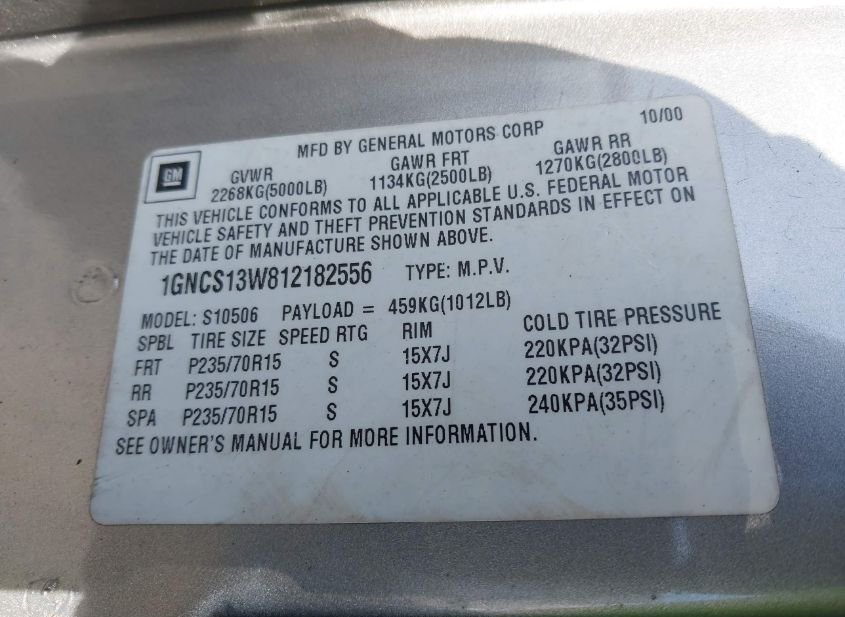 10/00
MFD BY GENERAL MOTORS CORP
GM
GVWR GAWR FRT GAWR RR
2268KG(5000LB) 1134KG(2500LB) 1270KG(2800LB)
THIS VEHICLE CONFORMS TO ALL APPLICABLE U.S. FEDERAL MOTOR
VEHICLE SAFETY AND THEFT PREVENTION STANDARDS IN EFFECT ON
THE DATE OF MANUFACTURE SHOWN ABOVE.
1GNCS13W812182556 TYPE: M.P.V.
MODEL: S10506 PAYLOAD = 459KG(1012LB)
SPBL TIRE SIZE SPEED RTG RIM COLD TIRE PRESSURE
FRT P235/70R15 S 15X7J 220KPA(32PSI)
RR P235/70R15 S 15X7J 220KPA(32PSI)
SPA P235/70R15 S 15X7J 240KPA(35PSI)
SEE OWNER'S MANUAL FOR MORE INFORMATION.